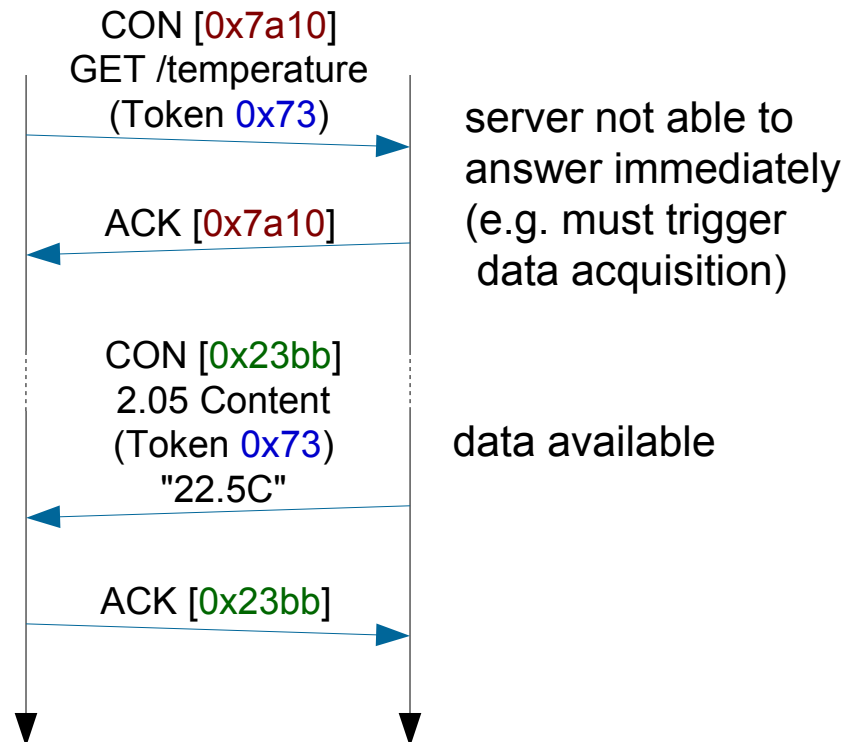 CON [0x7a10]
GET /temperature
(Token 0x73)
server not able to
answer immediately
(e.g. must trigger
data acquisition)
ACK [0x7a10]
CON [0x23bb]
2.05 Content
(Token 0x73)
"22.5C"
data available
ACK [0x23bb]